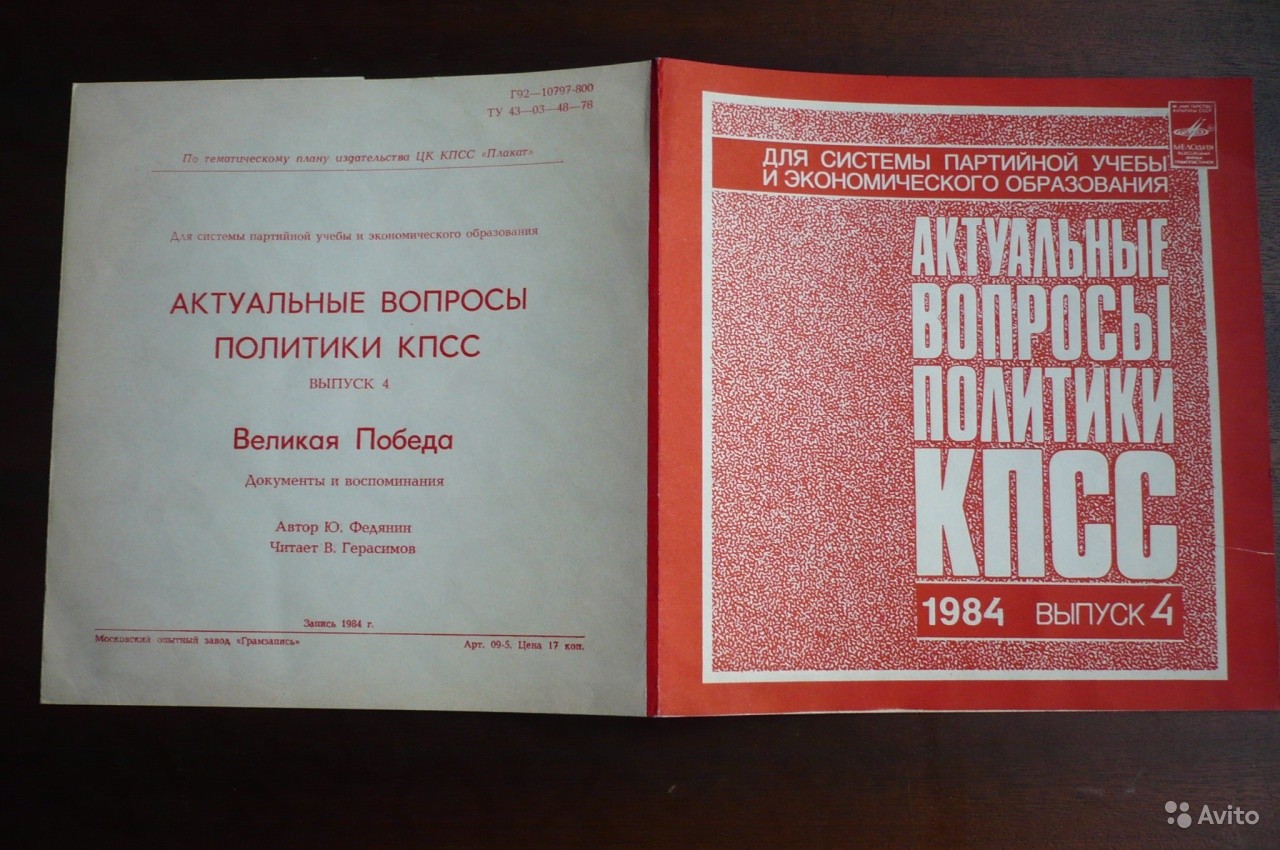 Г92—10797-800
ТУ 43—03—48—78
По тематическому плану издательства ЦК КПСС «Плакат»
Для системы партийной учебы и экономического образования
АКТУАЛЬНЫЕ ВОПРОСЫ
ПОЛИТИКИ КПСС
ВЫПУСК 4
Великая Победа
Документы и воспоминания
Автор Ю. Федянин
Читает В. Герасимов
Запись 1984 г.
Московский опытный завод «Грамзапись»
Арт. 09-5. Цена 17 коп.
МЕЛОДИЯ
ДЛЯ СИСТЕМЫ ПАРТИЙНОЙ УЧЕБЫ
И ЭКОНОМИЧЕСКОГО ОБРАЗОВАНИЯ
АКТУАЛЬНЫЕ
ВОПРОСЫ
ПОЛИТИКИ
КПСС
1984 ВЫПУСК 4
Avito